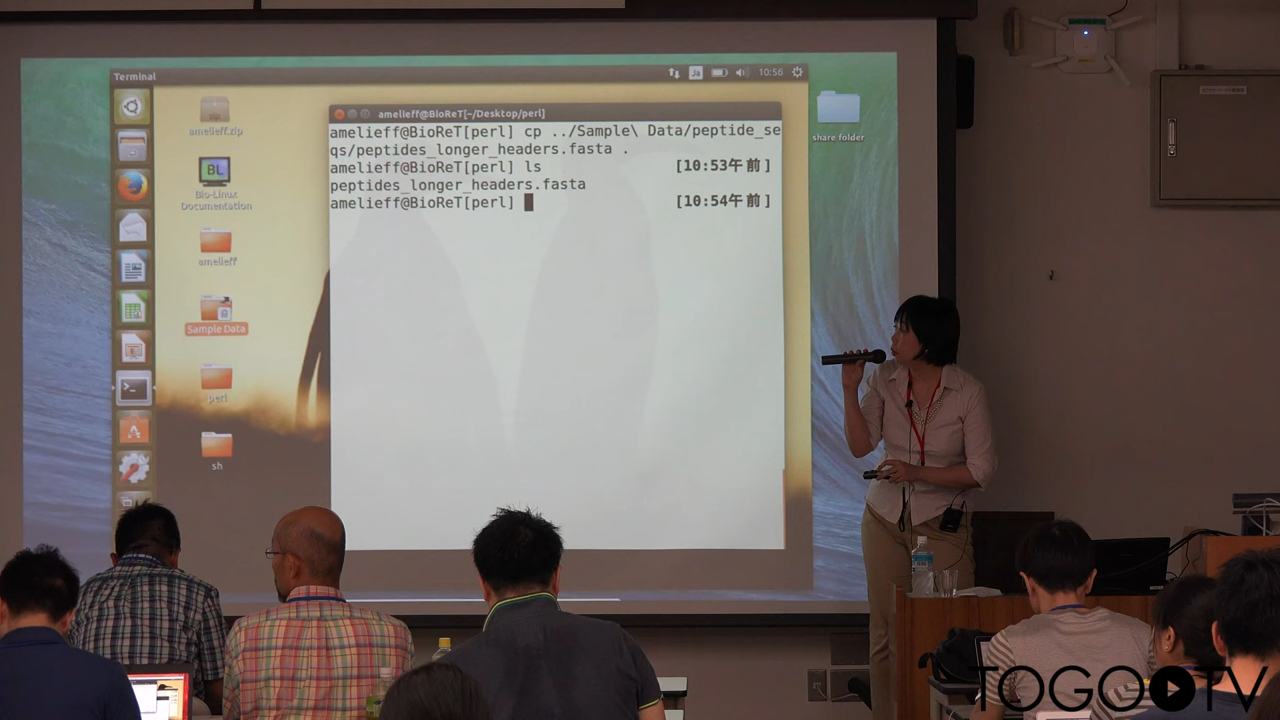 Terminal
Ja
10:56
amelieff.zip
Bio-Linux
Documentation
amelieff
Sample Data
perl
sh
share folder
amelieff@BioReT[~/Desktop/perl]
amelieff@BioReT[perl] cp ../Sample\ Data/peptide_se
qs/peptides_longer_headers.fasta .
amelieff@BioReT[perl] ls [10:53午前]
peptides_longer_headers.fasta
amelieff@BioReT[perl] [10:54午前]
BL
TOGO TV